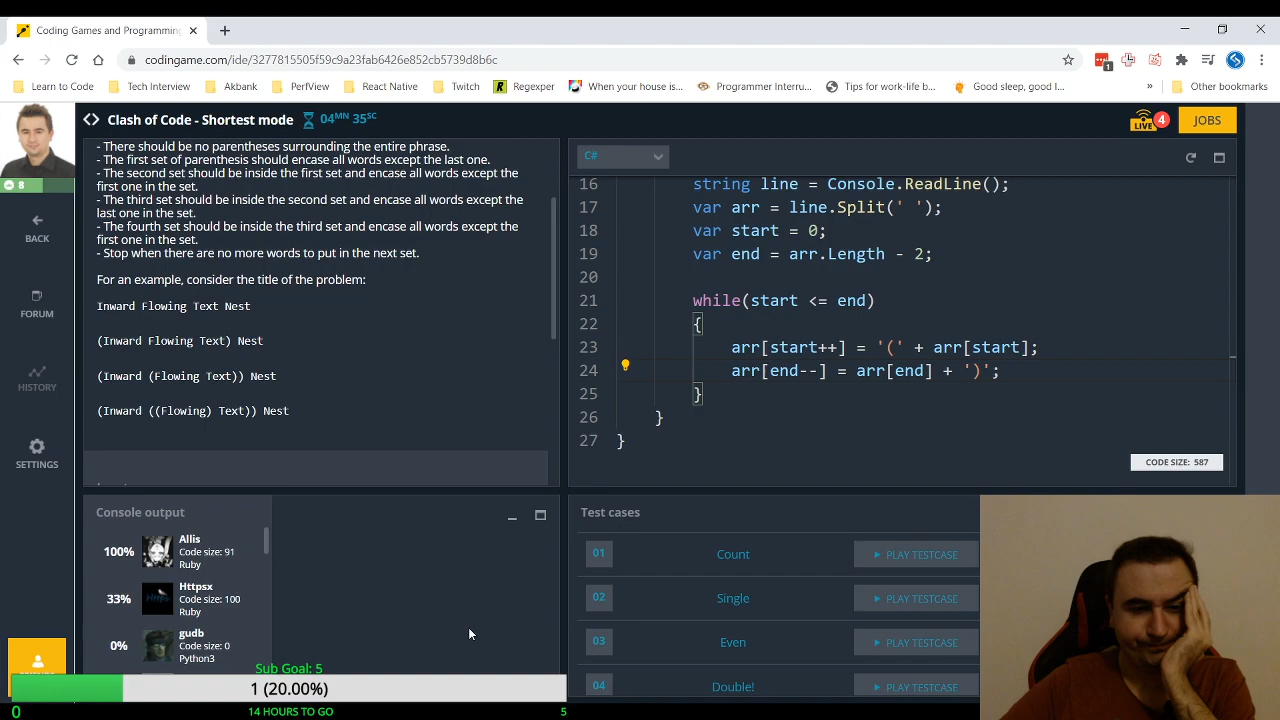 Coding Games and Programming
codingame.com/ide/3277815505f59c9a23fab6426e852cb5739d8b6c
Learn to Code
Tech Interview
Akbank
PerfView
React Native
Twitch
Regexper
When your house is...
Programmer Interru...
Tips for work-life b...
Good sleep, good l...
»
Other bookmarks
1
<> Clash of Code - Shortest mode
04MN 35SC
LIVE
4
JOBS
8
BACK
FORUM
HISTORY
SETTINGS
- There should be no parentheses surrounding the entire phrase.
- The first set of parenthesis should encase all words except the last one.
- The second set should be inside the first set and encase all words except the
first one in the set.
- The third set should be inside the second set and encase all words except the
last one in the set.
- The fourth set should be inside the third set and encase all words except the
first one in the set.
- Stop when there are no more words to put in the next set.
For an example, consider the title of the problem:
Inward Flowing Text Nest
(Inward Flowing Text) Nest
(Inward (Flowing Text)) Nest
(Inward ((Flowing) Text)) Nest
C#
16 string line = Console.ReadLine();
17 var arr = line.Split(' ');
18 var start = 0;
19 var end = arr.Length - 2;
20
21 while(start <= end)
22 {
23 arr[start++] = '(' + arr[start];
24 arr[end--] = arr[end] + ')';
25 }
26 }
27 }
CODE SIZE: 587
Console output
100%
Allis
Code size: 91
Ruby
33%
Httpsx
Code size: 100
Ruby
0%
gudb
Code size: 0
Python3
Test cases
01 Count PLAY TESTCASE
02 Single PLAY TESTCASE
03 Even PLAY TESTCASE
04 Double! PLAY TESTCASE
Sub Goal: 5
1 (20.00%)
0
14 HOURS TO GO
5